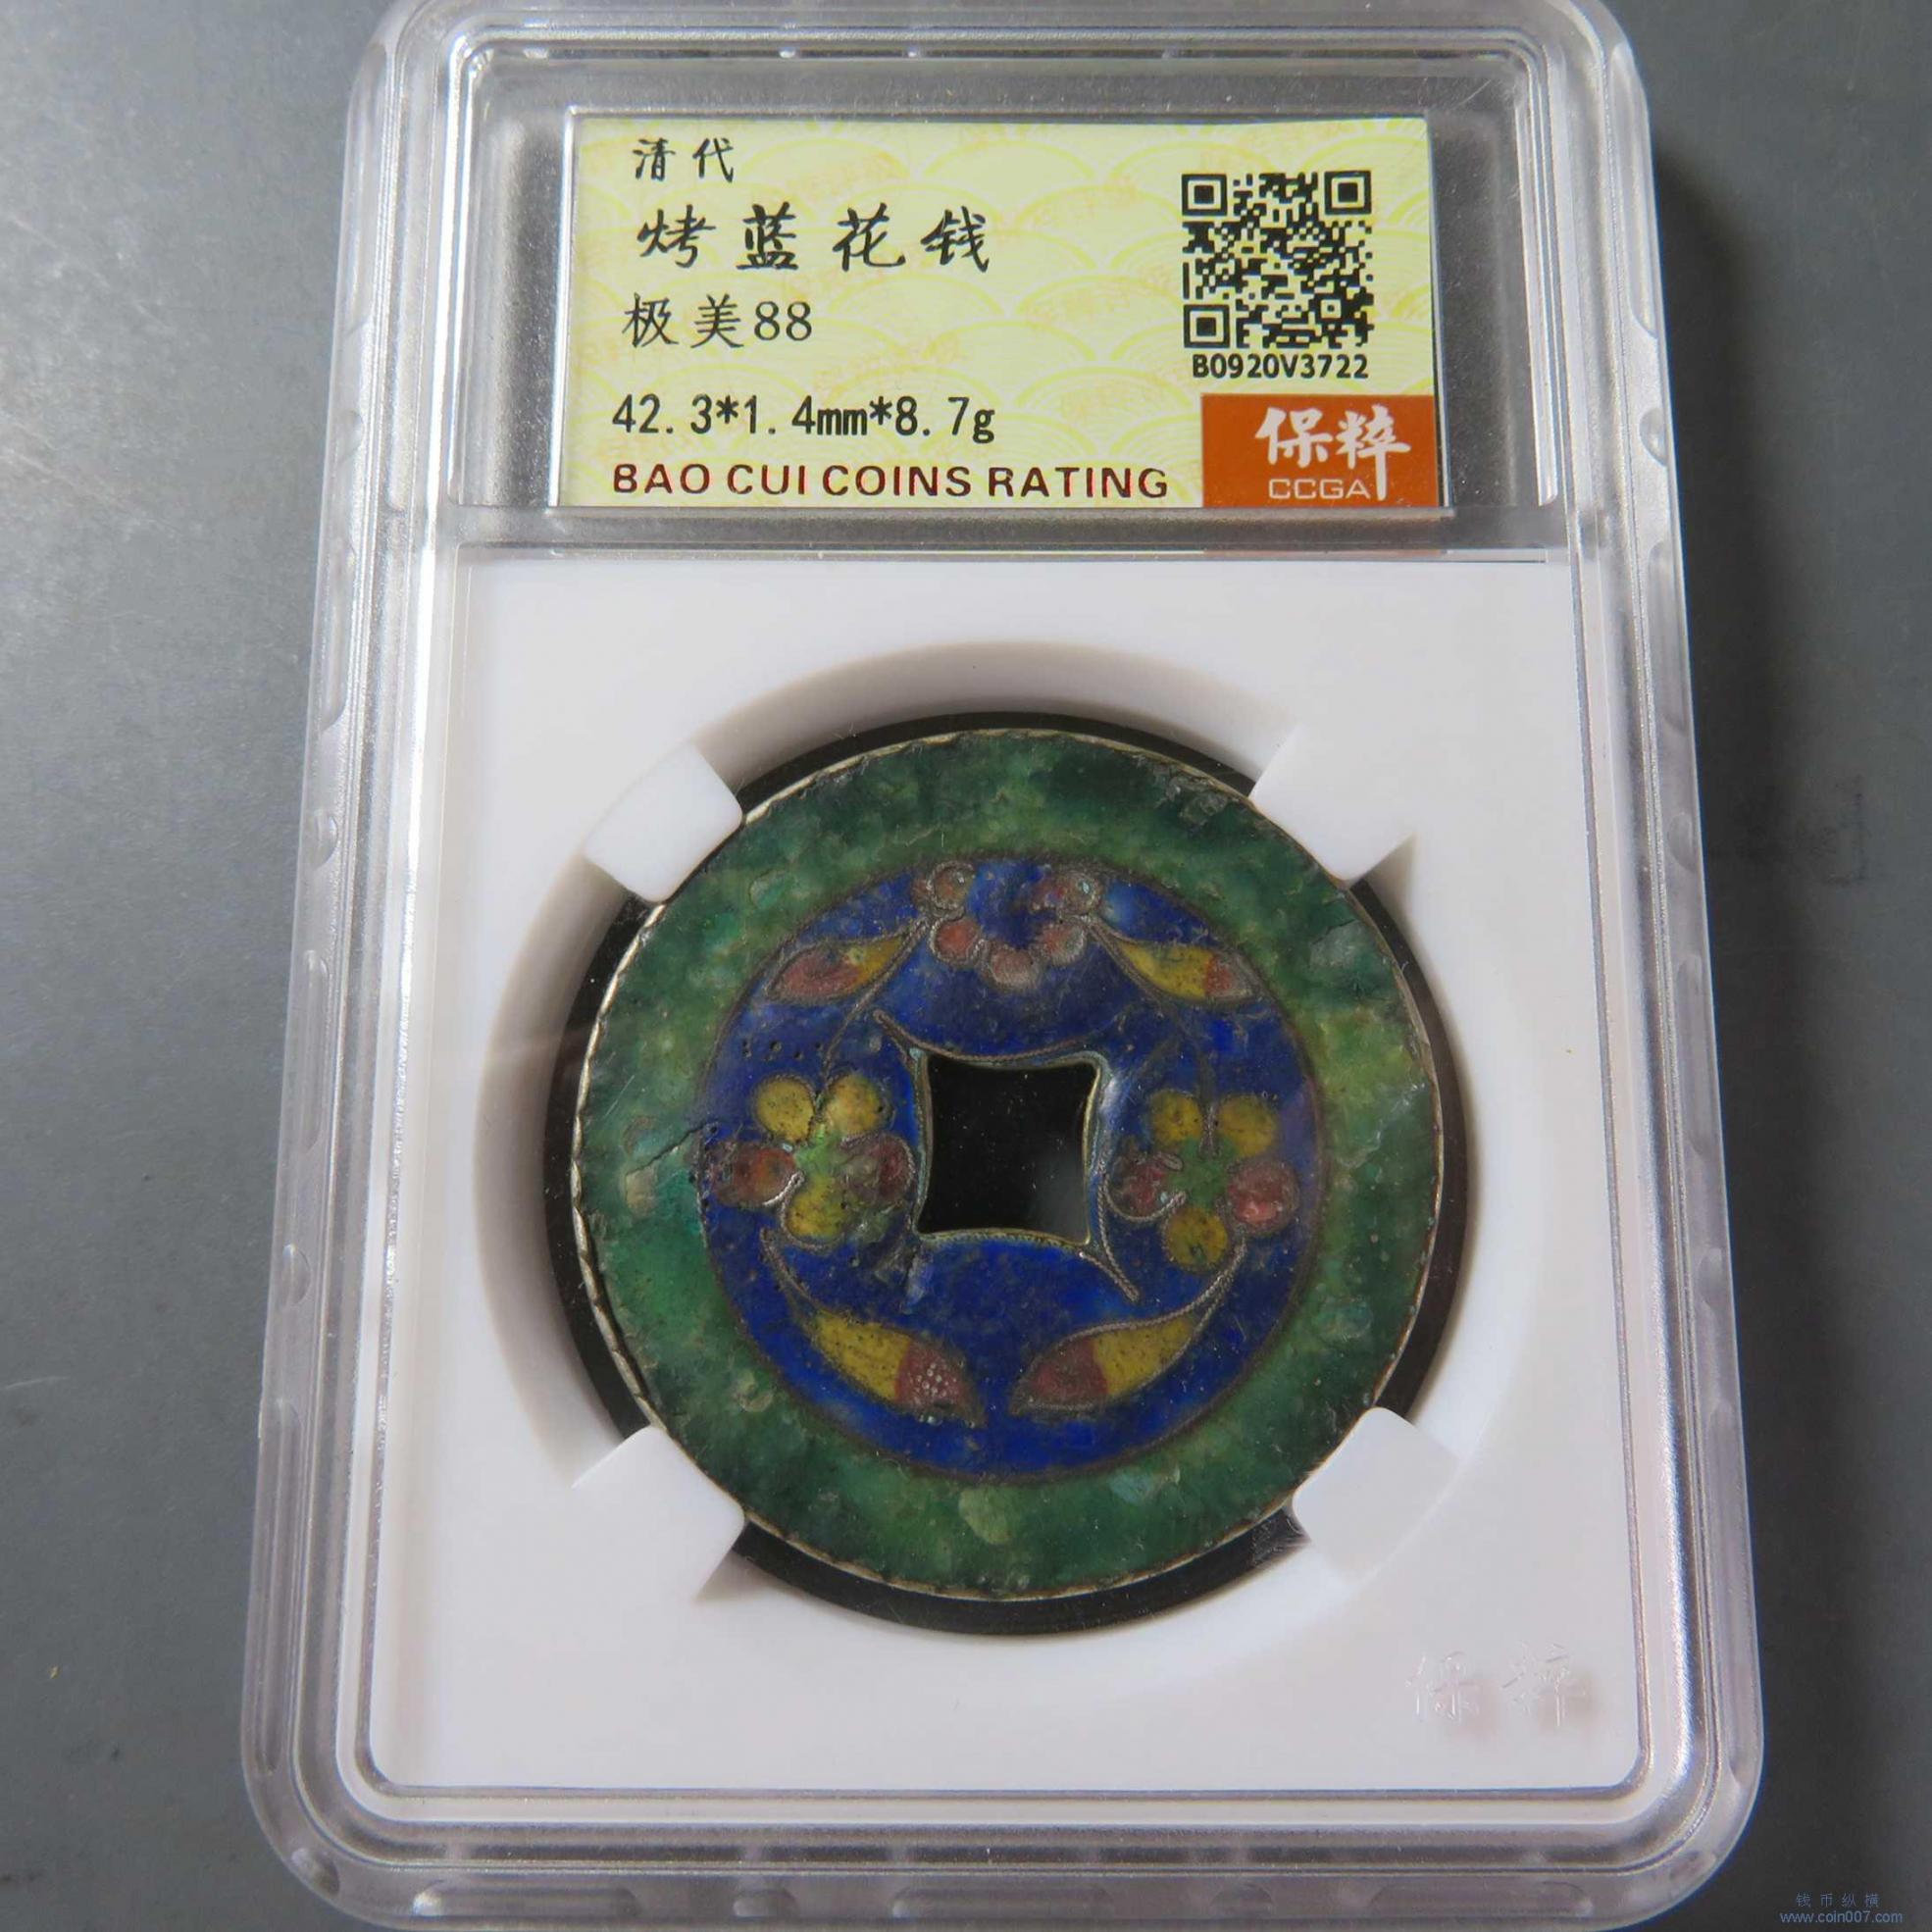 清代
烤蓝花钱
极美88
B0920V3722
42.3*1.4mm*8.7g
保粹
CCGA
BAO CUI COINS RATING
保粹
钱币纵横
www.coin007.com